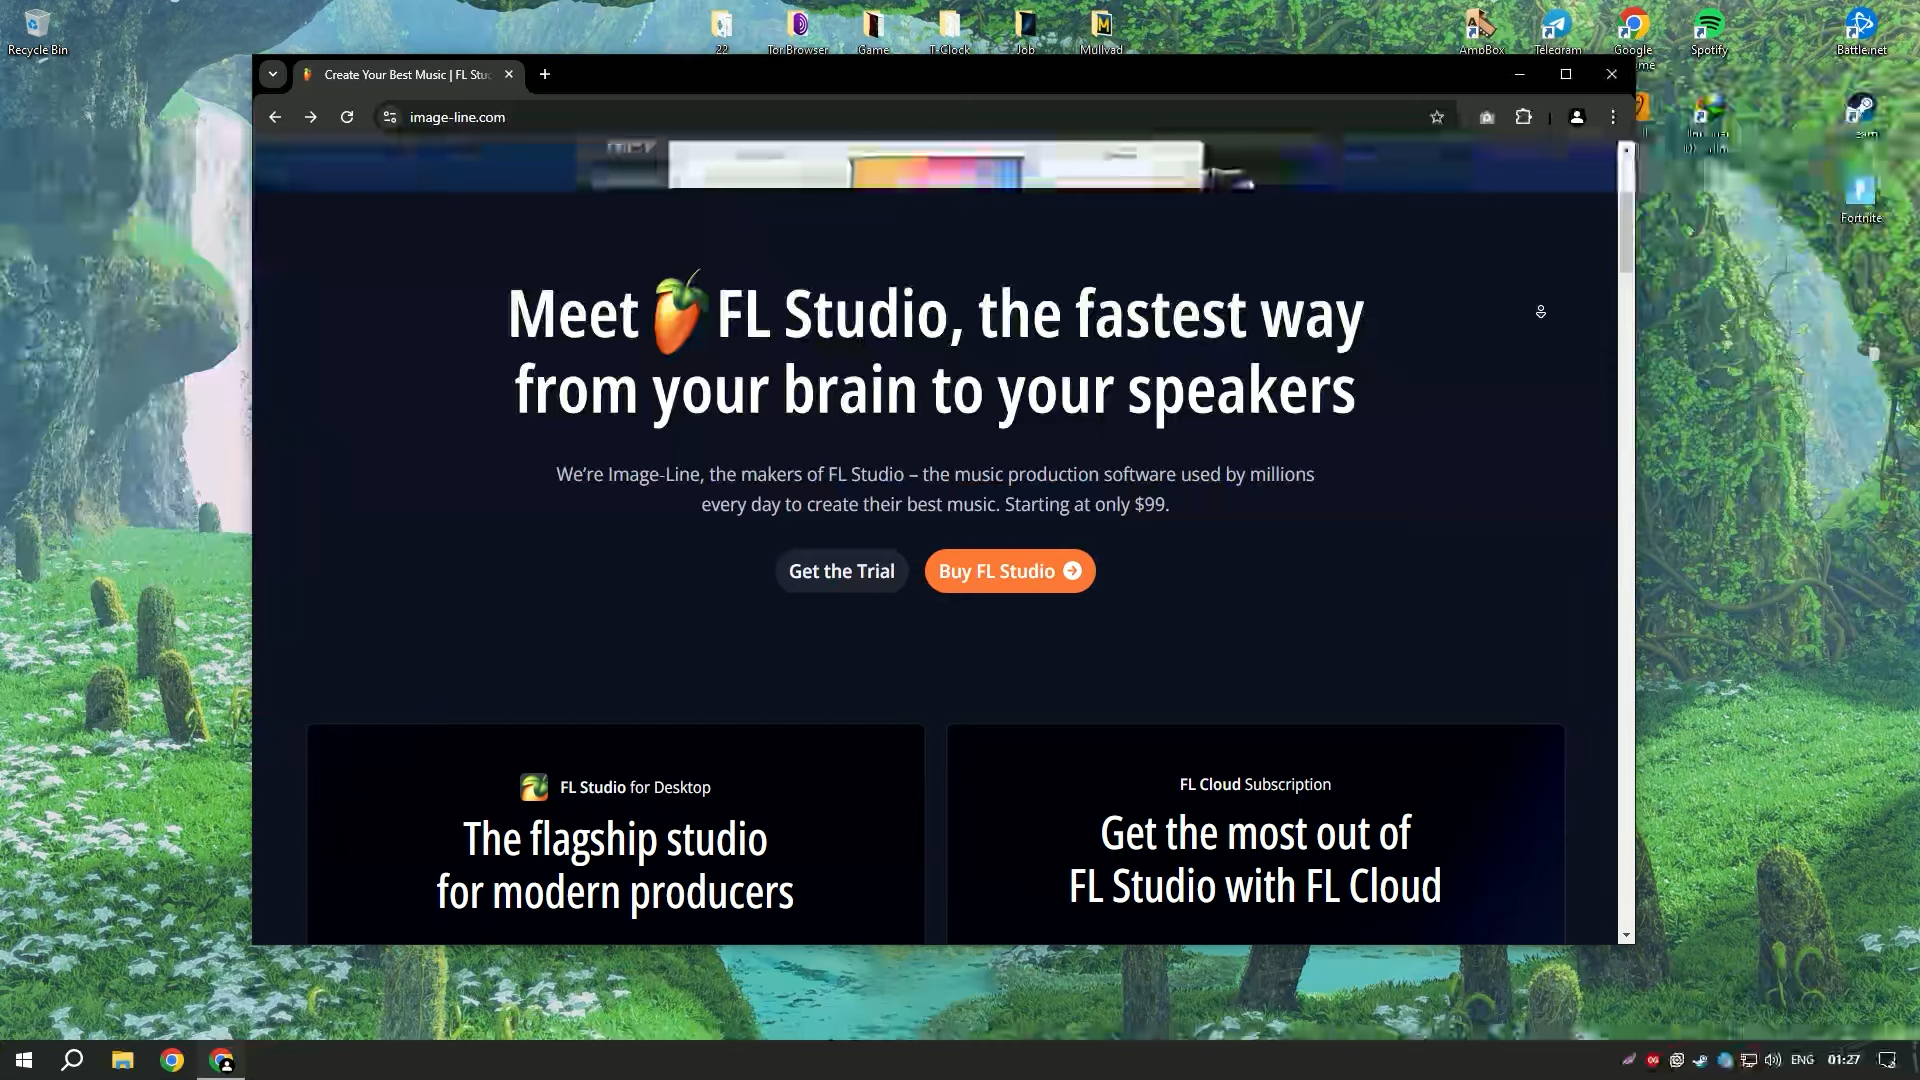 Recycle Bin
22
Tor Browser
Game
T-Clock
Job
Mullvad
AmpBox
Telegram
Google
Spotify
Battle.net
Create Your Best Music | FL Stu
image-line.com
Fortnite
Meet FL Studio, the fastest way
from your brain to your speakers
We’re Image-Line, the makers of FL Studio – the music production software used by millions
every day to create their best music. Starting at only $99.
Get the Trial
Buy FL Studio
FL Studio for Desktop
The flagship studio
for modern producers
FL Cloud Subscription
Get the most out of
FL Studio with FL Cloud
ENG
01:27